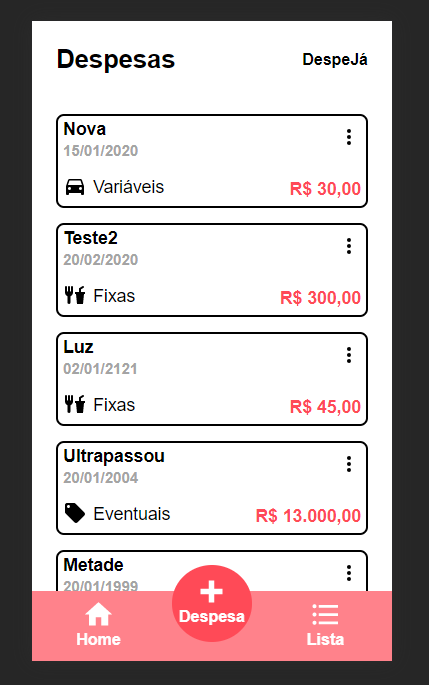 Despesas DespeJá
Nova
15/01/2020
Variáveis R$ 30,00
Teste2
20/02/2020
Fixas R$ 300,00
Luz
02/01/2121
Fixas R$ 45,00
Ultrapassou
20/01/2004
Eventuais R$ 13.000,00
Metade
20/01/1999
Home Despesa Lista